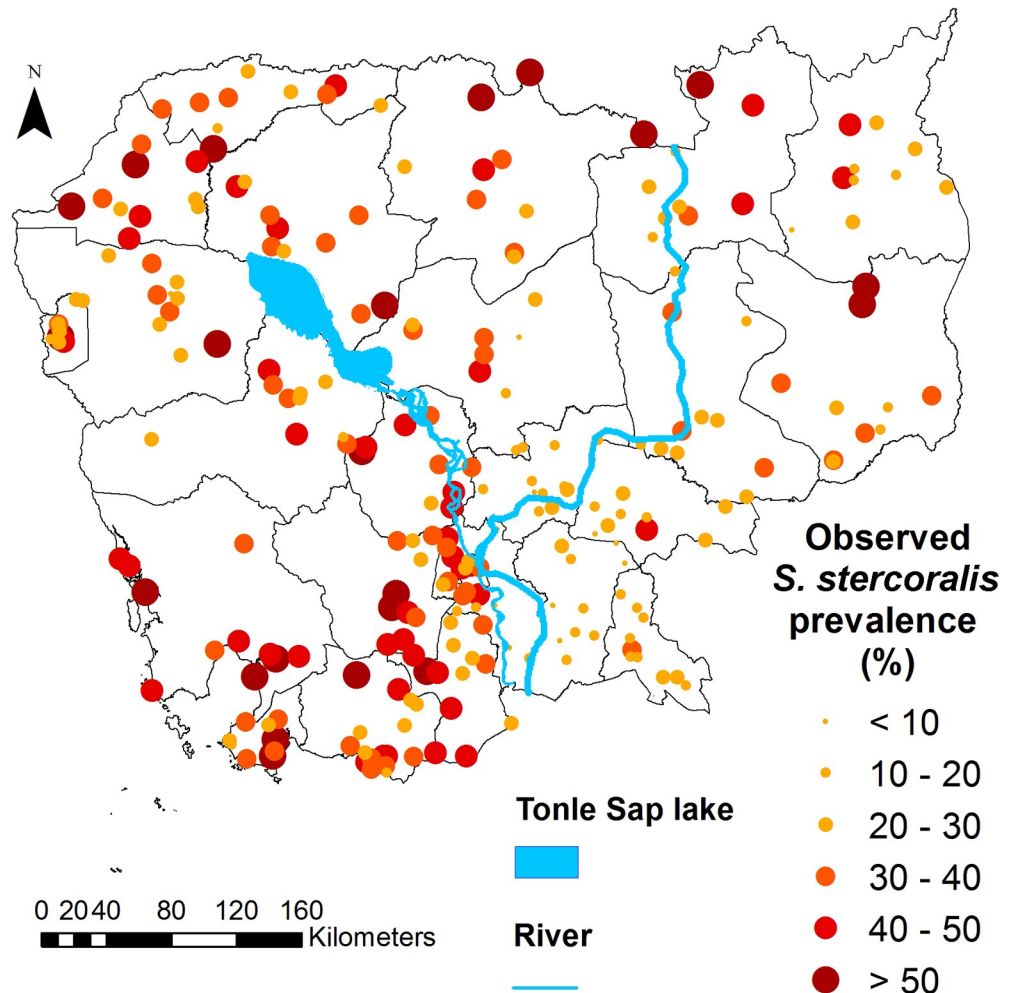 N
Observed
S. stercoralis
prevalence
(%)
< 10
10 - 20
20 - 30
30 - 40
40 - 50
> 50
Tonle Sap lake
River
0 20 40 80 120 160
Kilometers